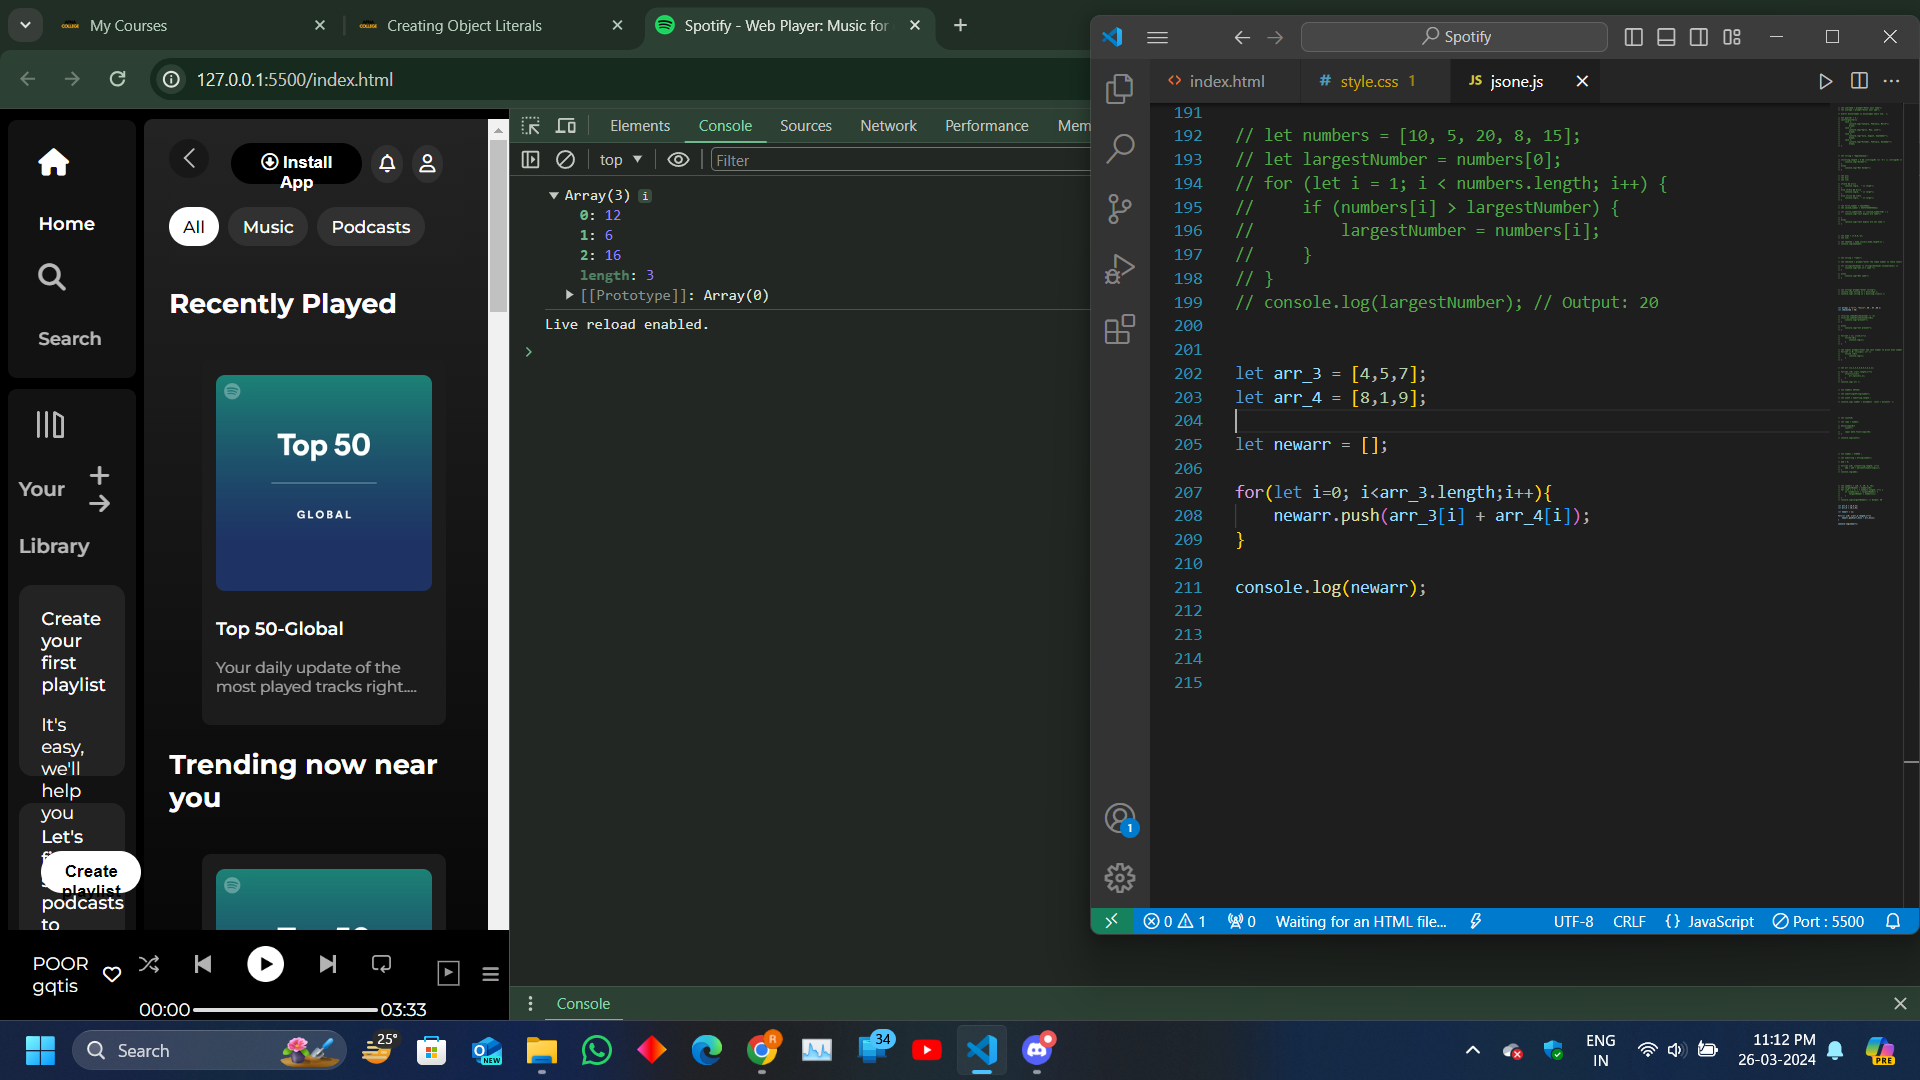 My Courses
Creating Object Literals
Spotify - Web Player: Music for
127.0.0.1:5500/index.html
Home
Search
Your
Library
Create
your
first
playlist
It's
easy,
we'll
help
you
Let's
Create
playlist
podcasts
to
Install
App
All
Music
Podcasts
Recently Played
Top 50
GLOBAL
Top 50-Global
Your daily update of the
most played tracks right....
Trending now near
you
POOR
gqtis
00:00
03:33
Elements
Console
Sources
Network
Performance
Mem
top
Filter
Array(3) i
0: 12
1: 6
2: 16
length: 3
[[Prototype]]: Array(0)
Live reload enabled.
Console
Spotify
index.html
# style.css 1
JS jsone.js
191
192 // let numbers = [10, 5, 20, 8, 15];
193 // let largestNumber = numbers[0];
194 // for (let i = 1; i < numbers.length; i++) {
195 //     if (numbers[i] > largestNumber) {
196 //         largestNumber = numbers[i];
197 //     }
198 // }
199 // console.log(largestNumber); // Output: 20
200
201
202 let arr_3 = [4,5,7];
203 let arr_4 = [8,1,9];
204
205 let newarr = [];
206
207 for(let i=0; i<arr_3.length;i++){
208     newarr.push(arr_3[i] + arr_4[i]);
209 }
210
211 console.log(newarr);
212
213
214
215
1
0 1 0 Waiting for an HTML file... UTF-8 CRLF {} JavaScript Port : 5500
Search
25°
NEW
R
34
ENG
IN
11:12 PM
26-03-2024
PRE